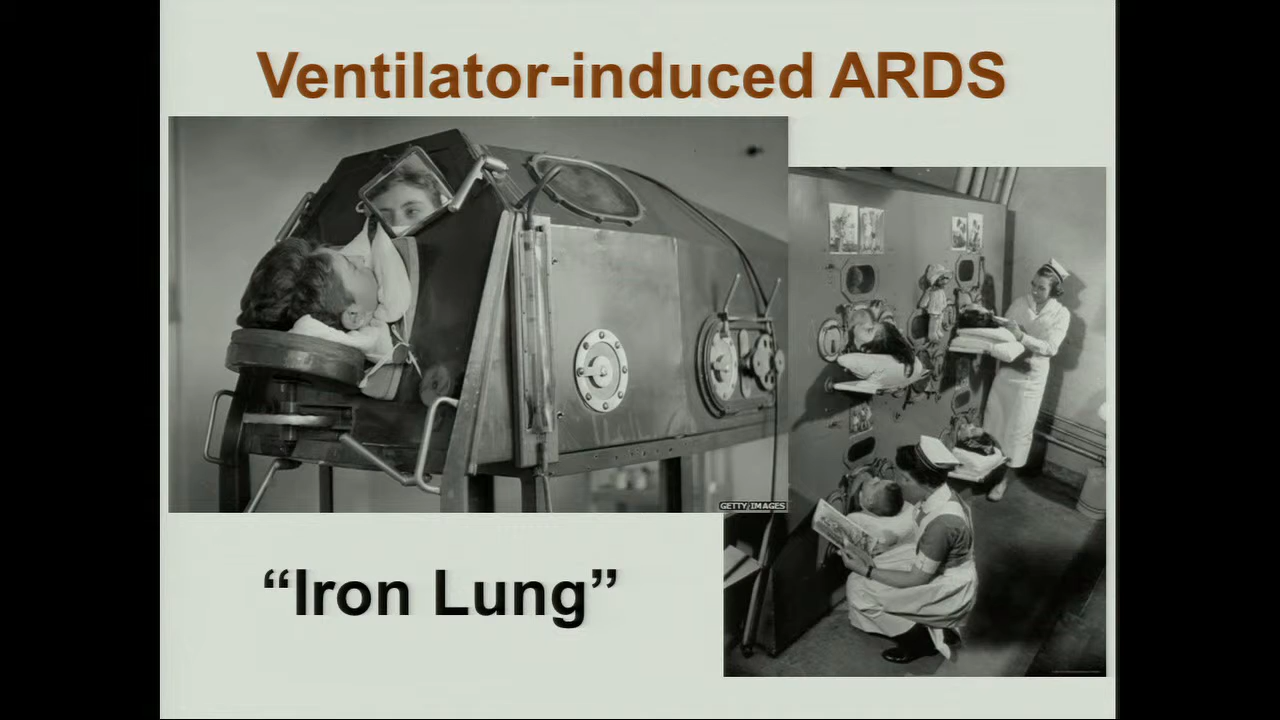 Ventilator-induced ARDS
GETTY IMAGES
“Iron Lung”